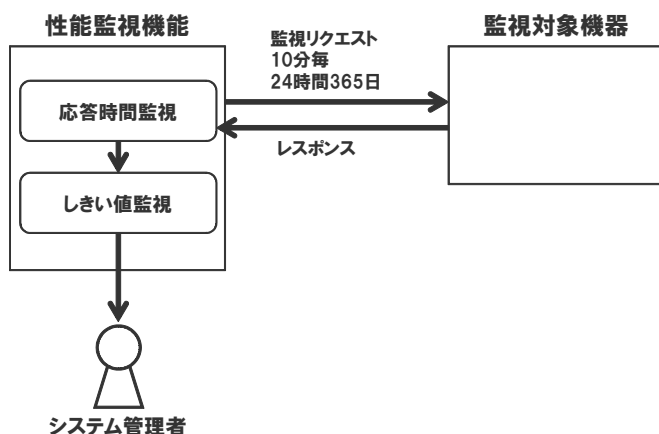 性能監視機能
監視対象機器
監視リクエスト
10分毎
24時間365日
応答時間監視
レスポンス
しきい値監視
システム管理者